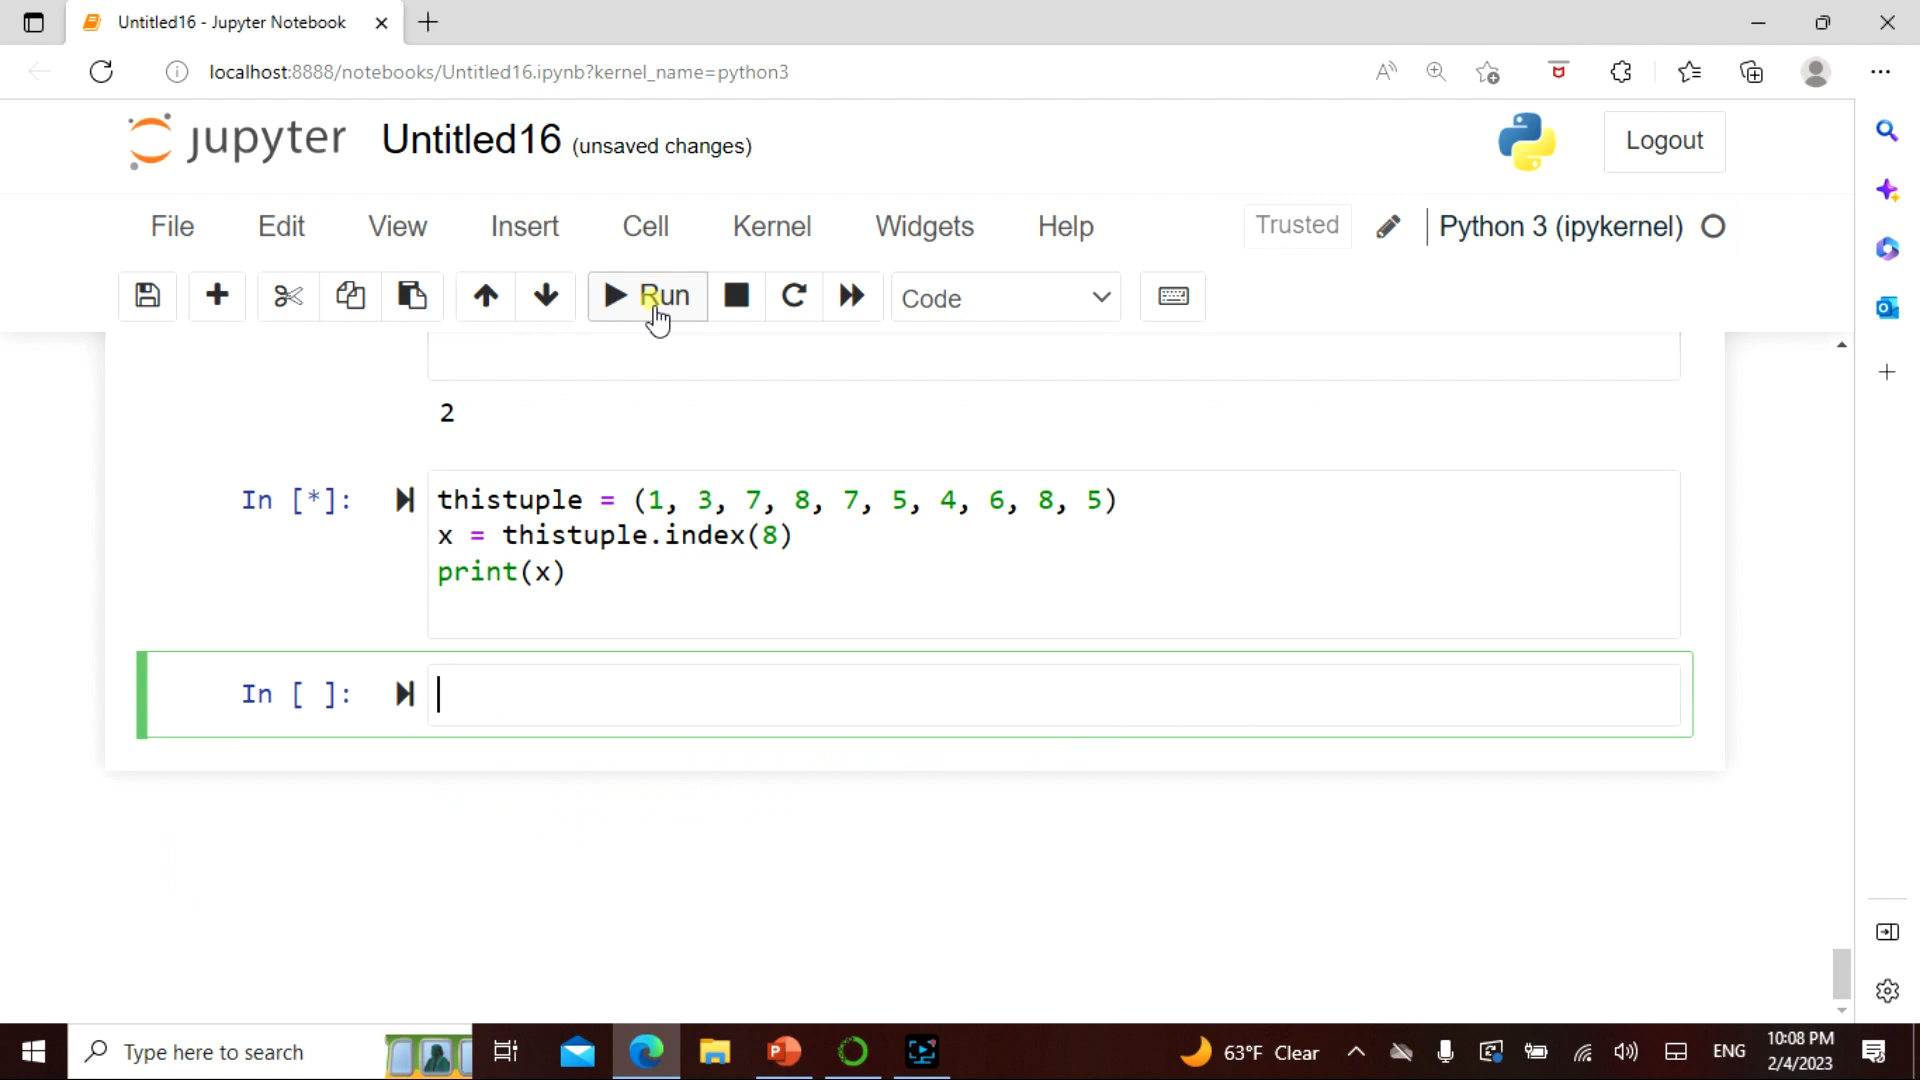 Untitled16 - Jupyter Notebook
localhost:8888/notebooks/Untitled16.ipynb?kernel_name=python3
jupyter Untitled16 (unsaved changes)
Logout
File Edit View Insert Cell Kernel Widgets Help Trusted Python 3 (ipykernel)
Run Code
2
In [*]: thistuple = (1, 3, 7, 8, 7, 5, 4, 6, 8, 5)
x = thistuple.index(8)
print(x)
In [ ]:
Type here to search
63°F Clear
ENG
10:08 PM
2/4/2023